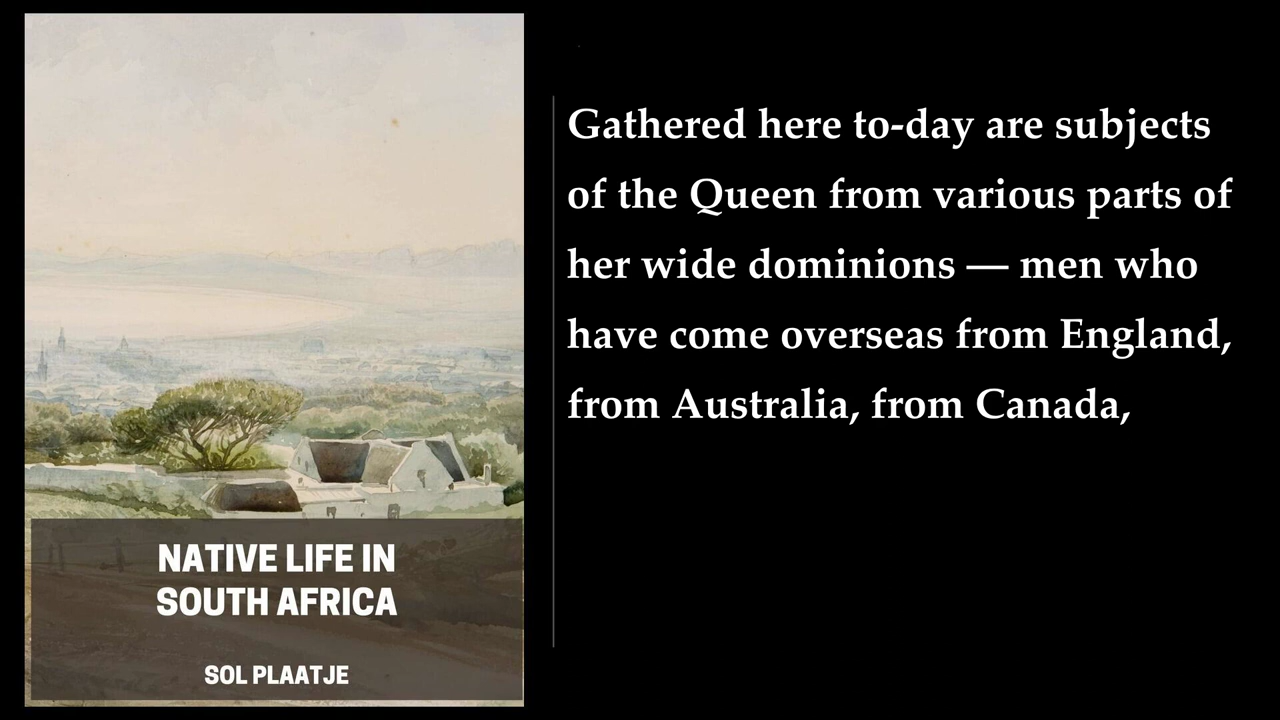 Gathered here to-day are subjects
of the Queen from various parts of
her wide dominions — men who
have come overseas from England,
from Australia, from Canada,
NATIVE LIFE IN
SOUTH AFRICA
SOL PLAATJE